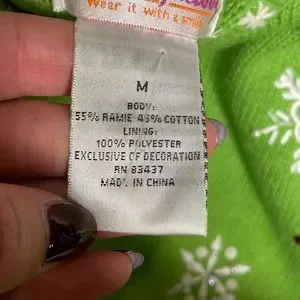 Wear it with a smile
M
BODY:
55% RAMIE 45% COTTON
LINING:
100% POLYESTER
EXCLUSIVE OF DECORATION
RN 83437
MADE IN CHINA